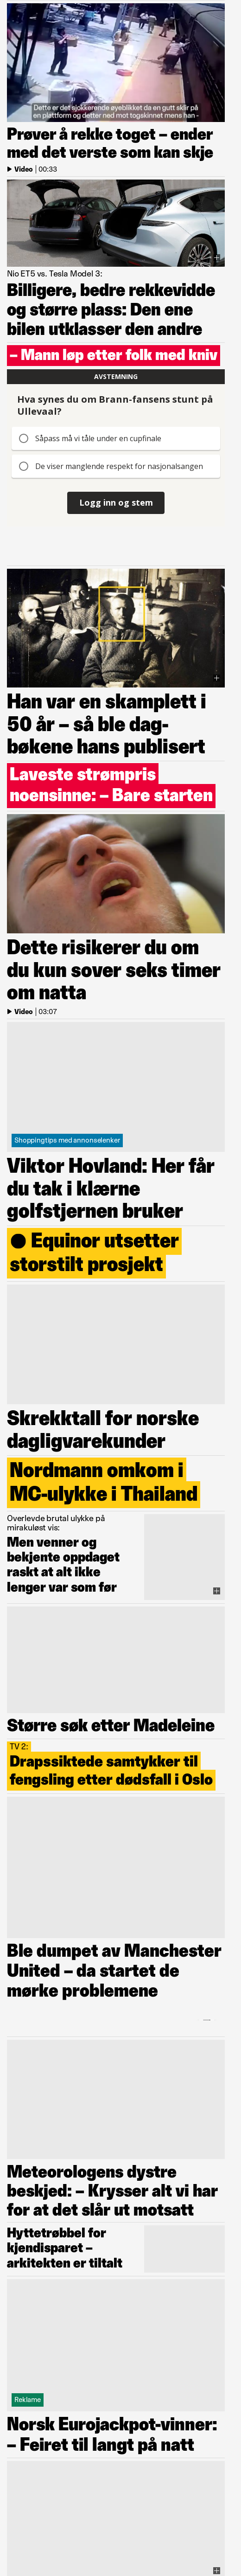 Dette er det sjokkerende øyeblikket da en gutt sklir på
en plattform og detter ned mot togskinnet mens han -
Prøver å rekke toget – ender
med det verste som kan skje
Video | 00:33
Nio ET5 vs. Tesla Model 3:
Billigere, bedre rekkevidde
og større plass: Den ene
bilen utklasser den andre
– Mann løp etter folk med kniv
AVSTEMNING
Hva synes du om Brann-fansens stunt på
Ullevaal?
Såpass må vi tåle under en cupfinale
De viser manglende respekt for nasjonalsangen
Logg inn og stem
Han var en skamplett i
50 år – så ble dag-
bøkene hans publisert
Laveste strømpris
noensinne: – Bare starten
Dette risikerer du om
du kun sover seks timer
om natta
Video | 03:07
Shoppingtips med annonselenker
Viktor Hovland: Her får
du tak i klærne
golfstjernen bruker
● Equinor utsetter
storstilt prosjekt
Skrekktall for norske
dagligvarekunder
Nordmann omkom i
MC-ulykke i Thailand
Overlevde brutal ulykke på
mirakuløst vis:
Men venner og
bekjente oppdaget
raskt at alt ikke
lenger var som før
Større søk etter Madeleine
TV 2:
Drapssiktede samtykker til
fengsling etter dødsfall i Oslo
Ble dumpet av Manchester
United – da startet de
mørke problemene
Meteorologens dystre
beskjed: – Krysser alt vi har
for at det slår ut motsatt
Hyttetrøbbel for
kjendisparet –
arkitekten er tiltalt
Reklame
Norsk Eurojackpot-vinner:
– Feiret til langt på natt